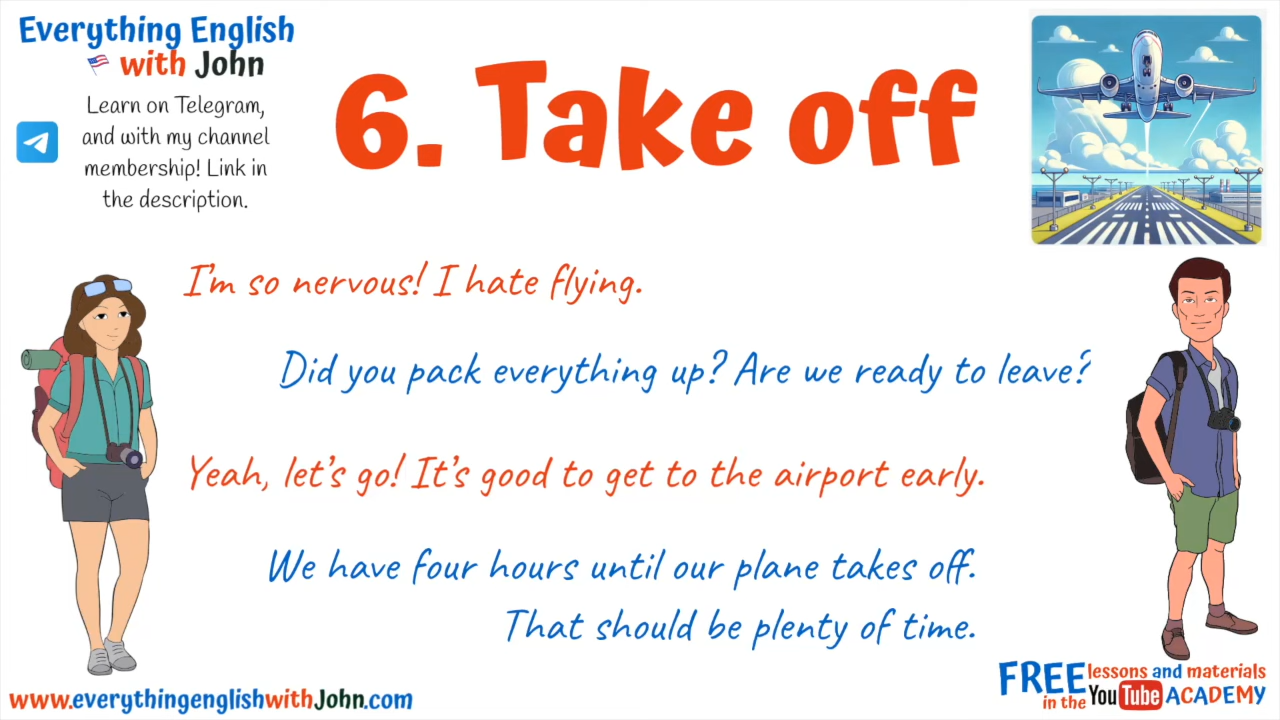 Everything English
with John
Learn on Telegram,
and with my channel
membership! Link in
the description.
6. Take off
I'm so nervous! I hate flying.
Did you pack everything up? Are we ready to leave?
Yeah, let's go! It's good to get to the airport early.
We have four hours until our plane takes off.
That should be plenty of time.
www.everythingenglishwithJohn.com
FREE lessons and materials
in the YouTube ACADEMY